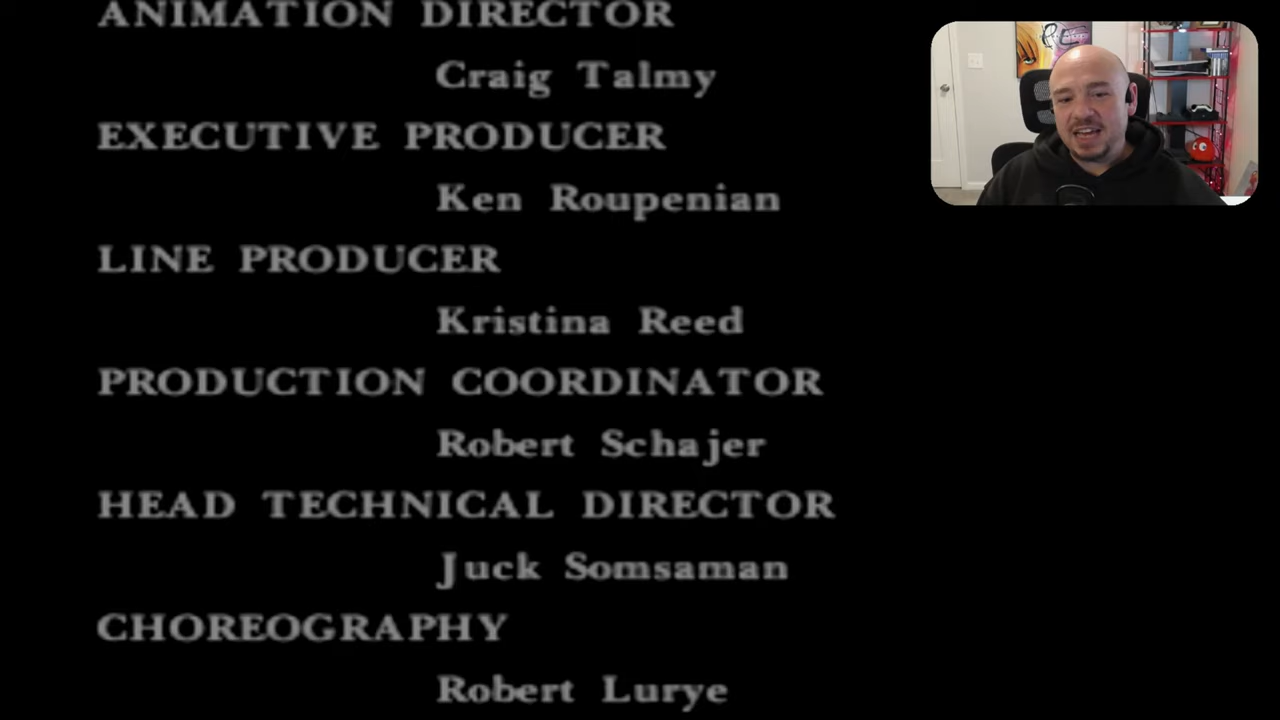 ANIMATION DIRECTOR
Craig Talmy
EXECUTIVE PRODUCER
Ken Roupenian
LINE PRODUCER
Kristina Reed
PRODUCTION COORDINATOR
Robert Schajer
HEAD TECHNICAL DIRECTOR
Juck Somsaman
CHOREOGRAPHY
Robert Lurye